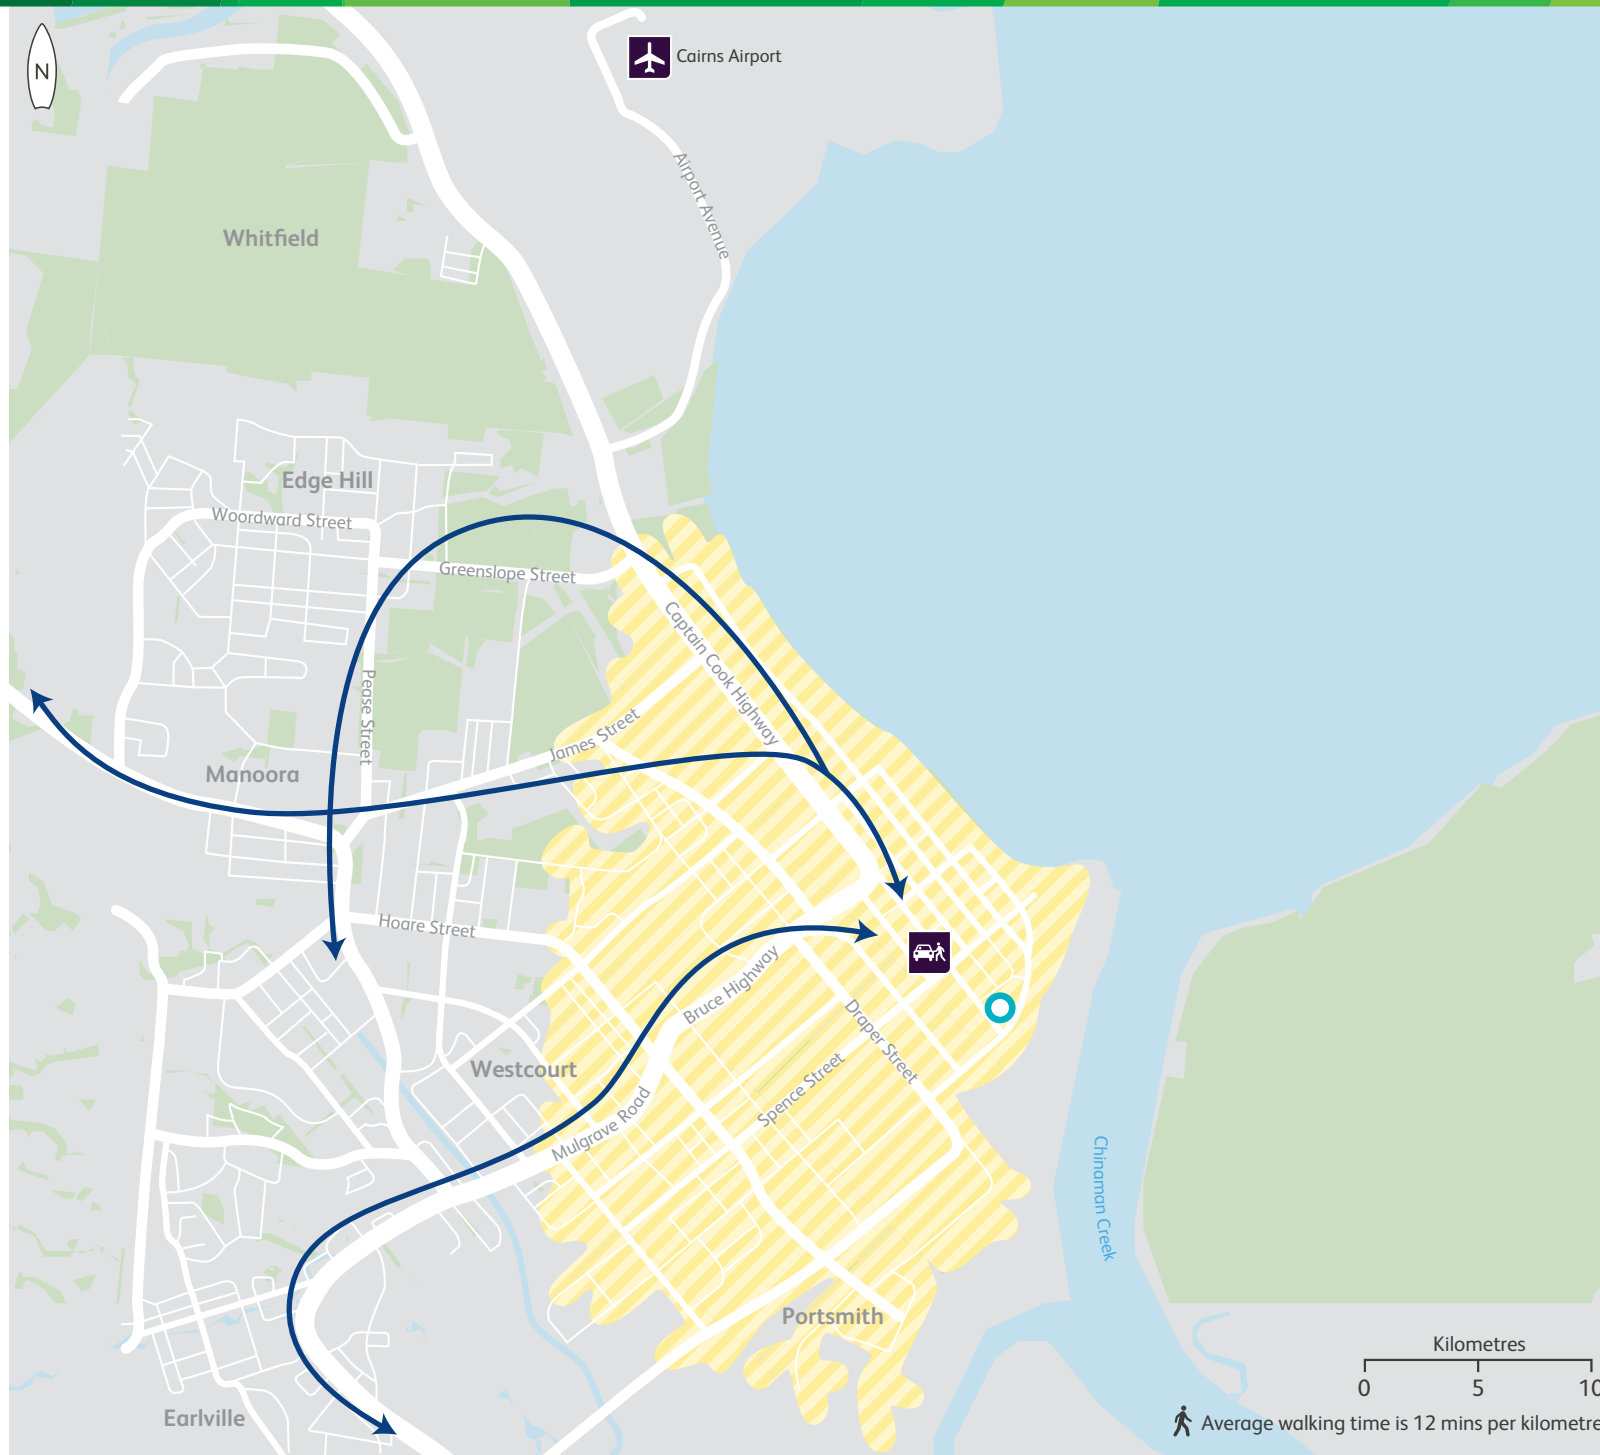 N
Cairns Airport
Airport Avenue
Whitfield
Edge Hill
Woordward Street
Greenslope Street
Captain Cook Highway
Pease Street
James Street
Manoora
Hoare Street
Bruce Highway
Draper Street
Westcourt
Spence Street
Mulgrave Road
Chinaman Creek
Portsmith
Earlville
Kilometres
0 5 10
Average walking time is 12 mins per kilometre